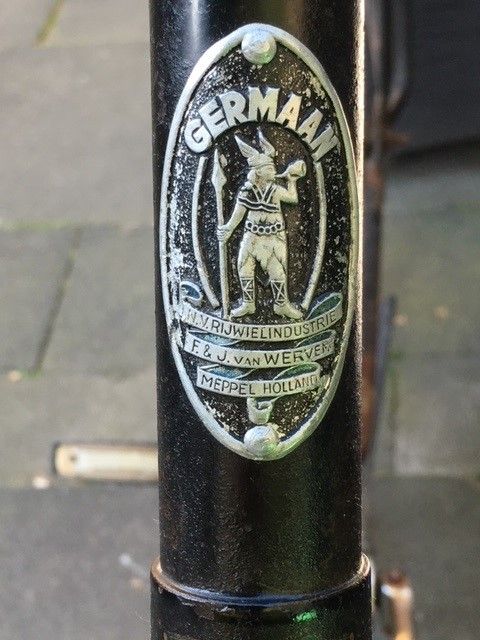 GERMAAN
N.V. RIJWIELINDUSTRIE
F. & J. VAN WERVEN
MEPPEL HOLLAND